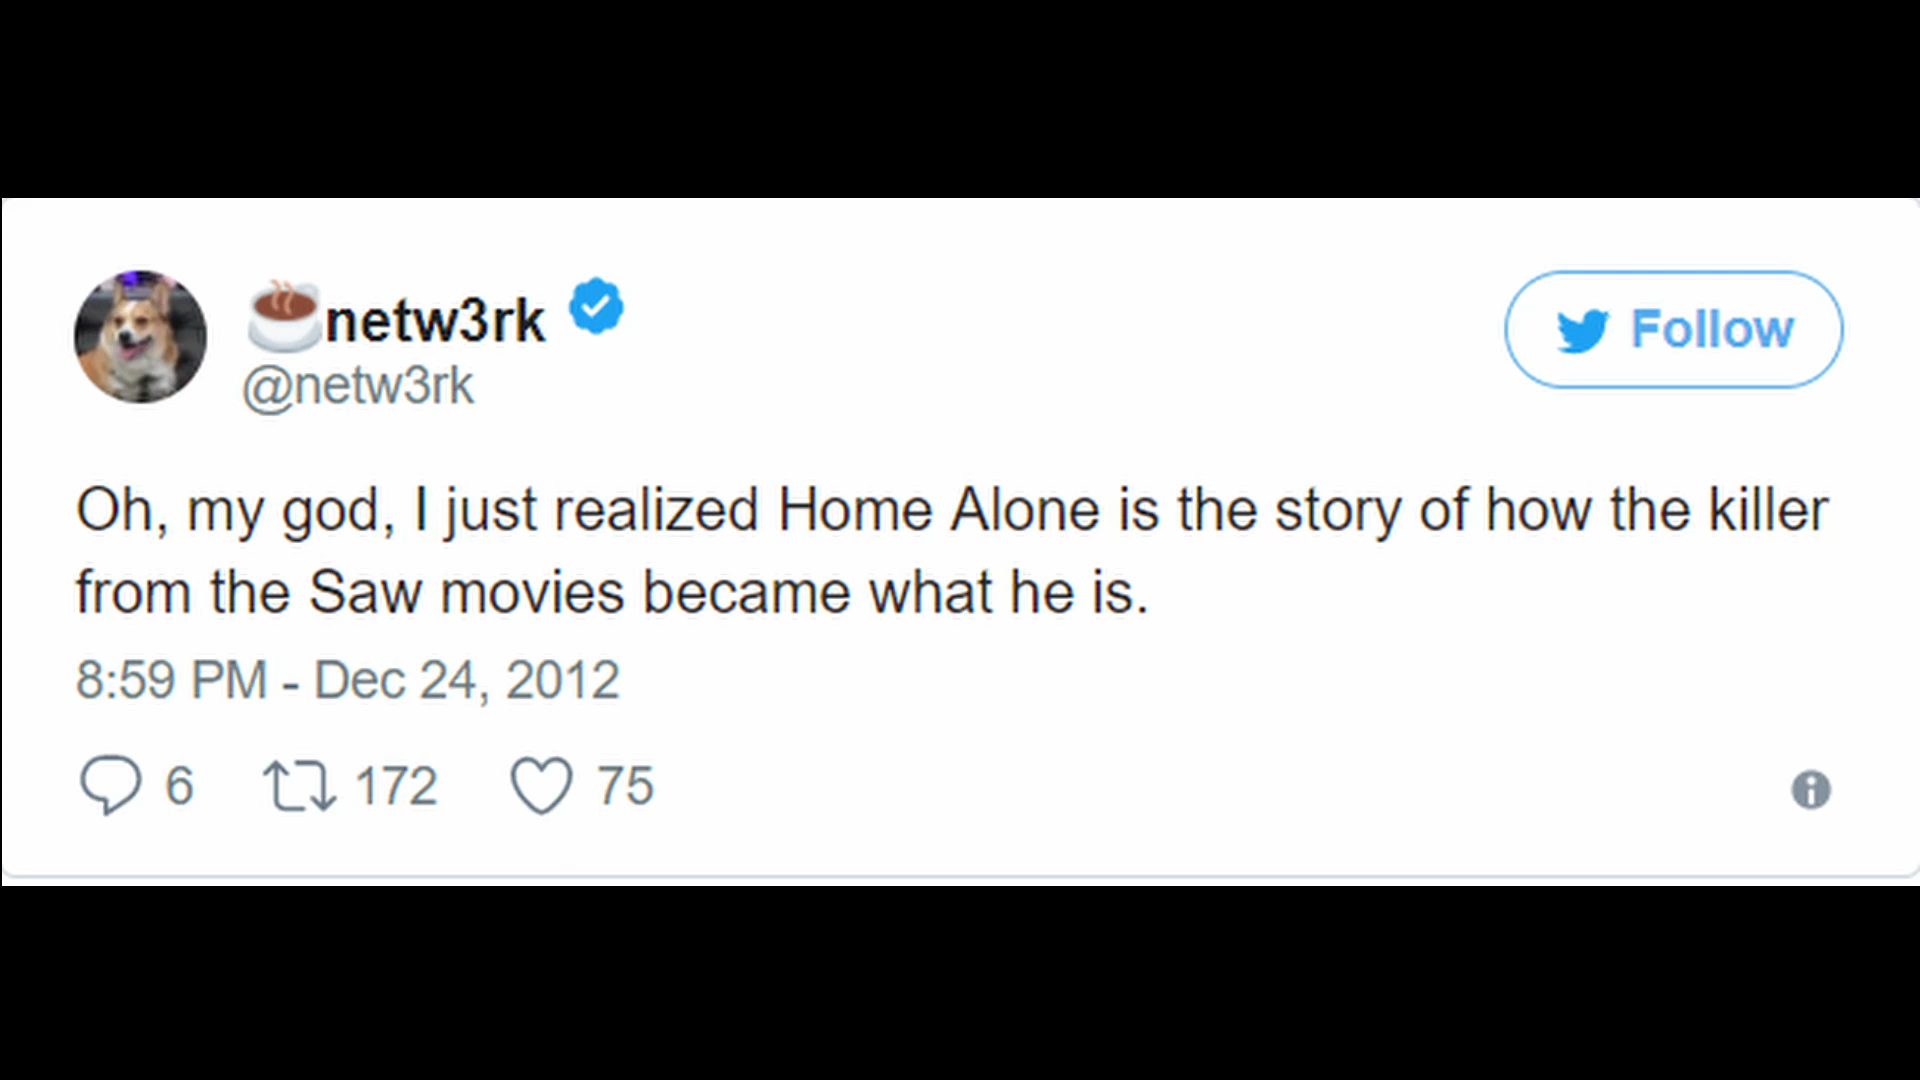 ☕netw3rk
@netw3rk
Follow
Oh, my god, I just realized Home Alone is the story of how the killer
from the Saw movies became what he is.
8:59 PM - Dec 24, 2012
6 172 75